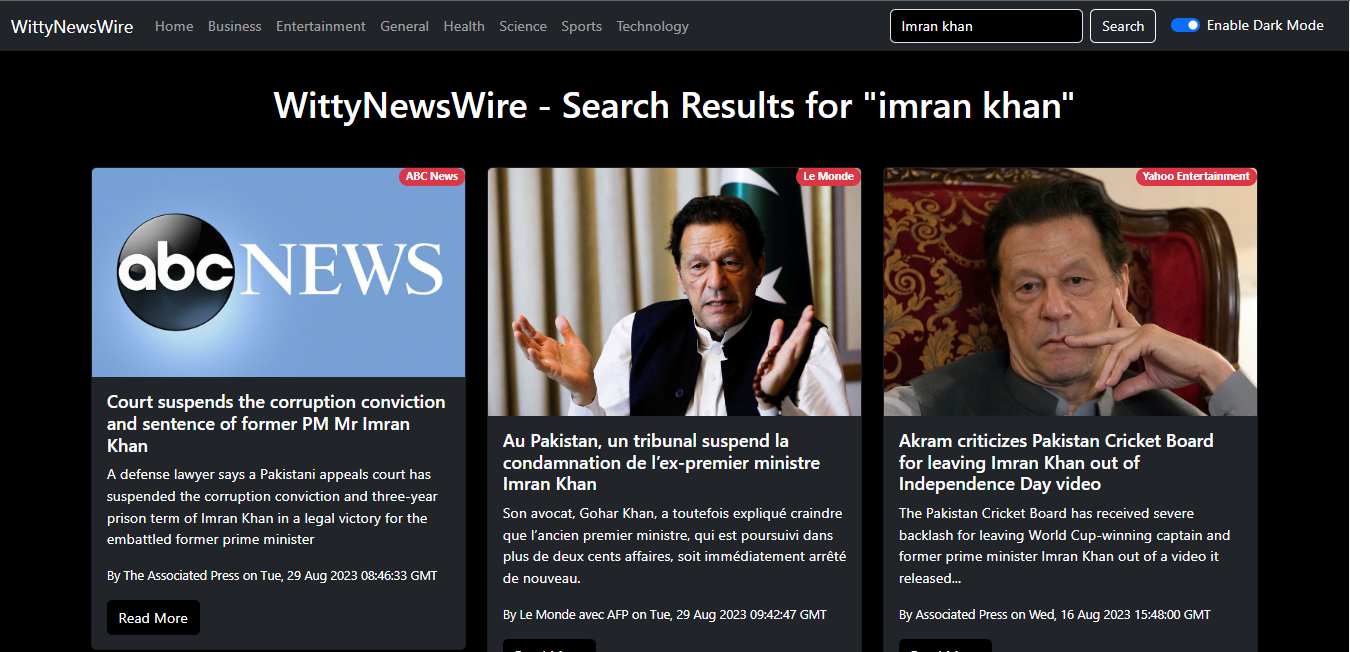 WittyNewsWire Home Business Entertainment General Health Science Sports Technology Imran khan Search Enable Dark Mode
WittyNewsWire - Search Results for "imran khan"
ABC News
abc NEWS
Court suspends the corruption conviction
and sentence of former PM Mr Imran
Khan
A defense lawyer says a Pakistani appeals court has
suspended the corruption conviction and three-year
prison term of Imran Khan in a legal victory for the
embattled former prime minister
By The Associated Press on Tue, 29 Aug 2023 08:46:33 GMT
Read More
Le Monde
Au Pakistan, un tribunal suspend la
condamnation de l’ex-premier ministre
Imran Khan
Son avocat, Gohar Khan, a toutefois expliqué craindre
que l’ancien premier ministre, qui est poursuivi dans
plus de deux cents affaires, soit immédiatement arrêté
de nouveau.
By Le Monde avec AFP on Tue, 29 Aug 2023 09:42:47 GMT
Yahoo Entertainment
Akram criticizes Pakistan Cricket Board
for leaving Imran Khan out of
Independence Day video
The Pakistan Cricket Board has received severe
backlash for leaving World Cup-winning captain and
former prime minister Imran Khan out of a video it
released...
By Associated Press on Wed, 16 Aug 2023 15:48:00 GMT